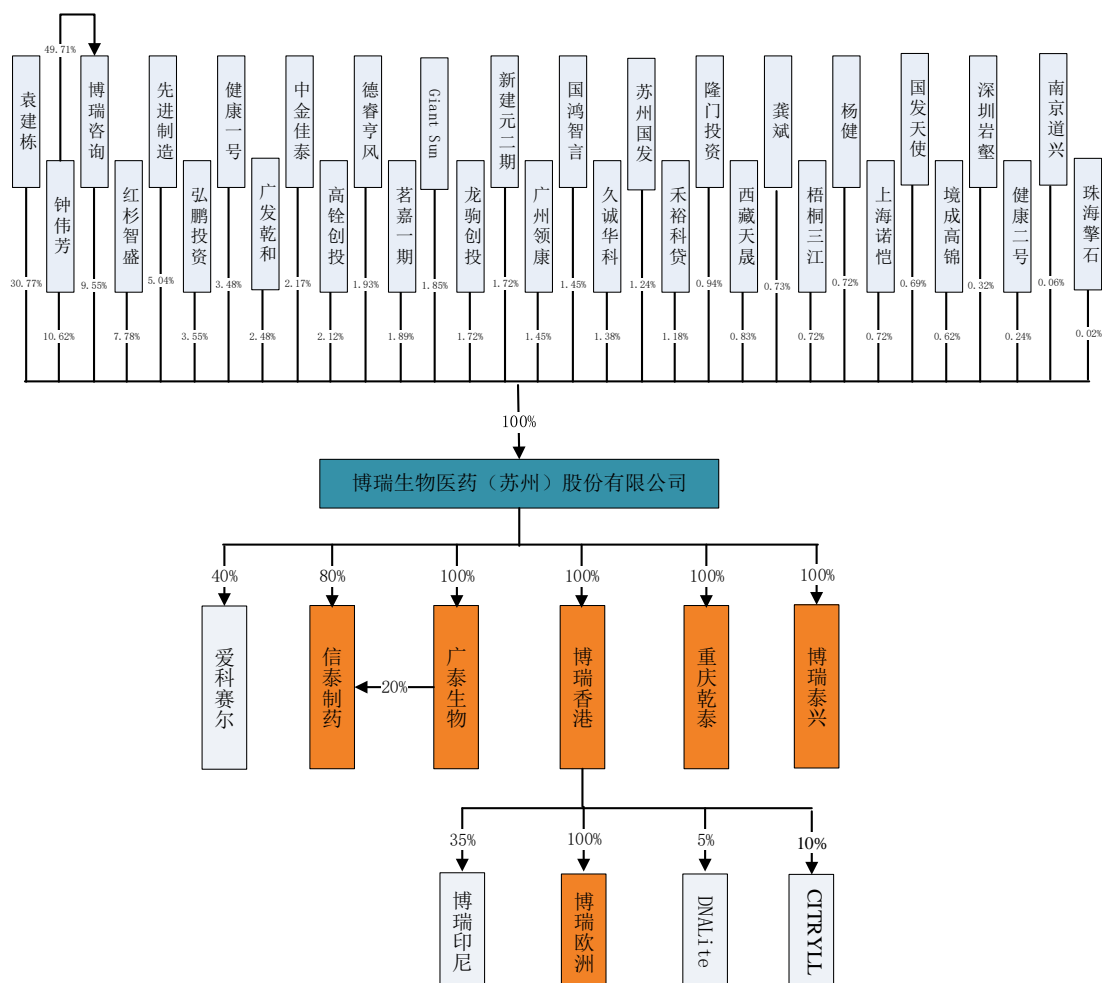 49.71%
袁建栋
博瑞咨询
先进制造
健康一号
中金佳泰
德睿亨风
Giant Sun
新建元二期
国鸿智言
苏州国发
隆门投资
龚斌
杨健
国发天使
深圳岩壑
南京道兴
钟伟芳
红杉智盛
弘鹏投资
广发乾和
高铨创投
茗嘉一期
龙驹创投
广州领康
久诚华科
禾裕科贷
西藏天晟
梧桐三江
上海诺恺
境成高锦
健康二号
珠海擎石
30.77%
9.55%
5.04%
3.48%
2.17%
1.93%
1.85%
1.72%
1.45%
1.24%
0.94%
0.73%
0.72%
0.69%
0.32%
0.06%
10.62%
7.78%
3.55%
2.48%
2.12%
1.89%
1.72%
1.45%
1.38%
1.18%
0.83%
0.72%
0.72%
0.62%
0.24%
0.02%
100%
博瑞生物医药（苏州）股份有限公司
40%
80%
100%
100%
100%
100%
爱科赛尔
信泰制药
20%
广泰生物
博瑞香港
重庆乾泰
博瑞泰兴
35%
100%
5%
10%
博瑞印尼
博瑞欧洲
DNALite
CITRYLL